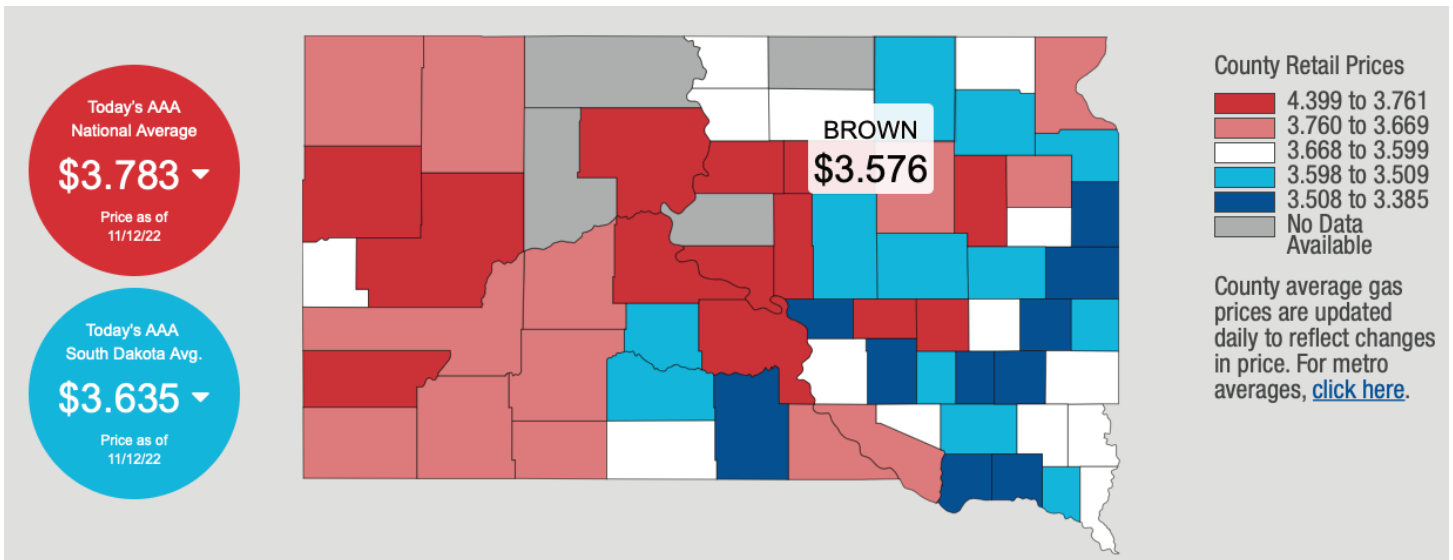 Today's AAA
National Average
$3.783
Price as of
11/12/22
Today's AAA
South Dakota Avg.
$3.635
Price as of
11/12/22
BROWN
$3.576
County Retail Prices
4.399 to 3.761
3.760 to 3.669
3.668 to 3.599
3.598 to 3.509
3.508 to 3.385
No Data
Available
County average gas
prices are updated
daily to reflect changes
in price. For metro
averages, click here.